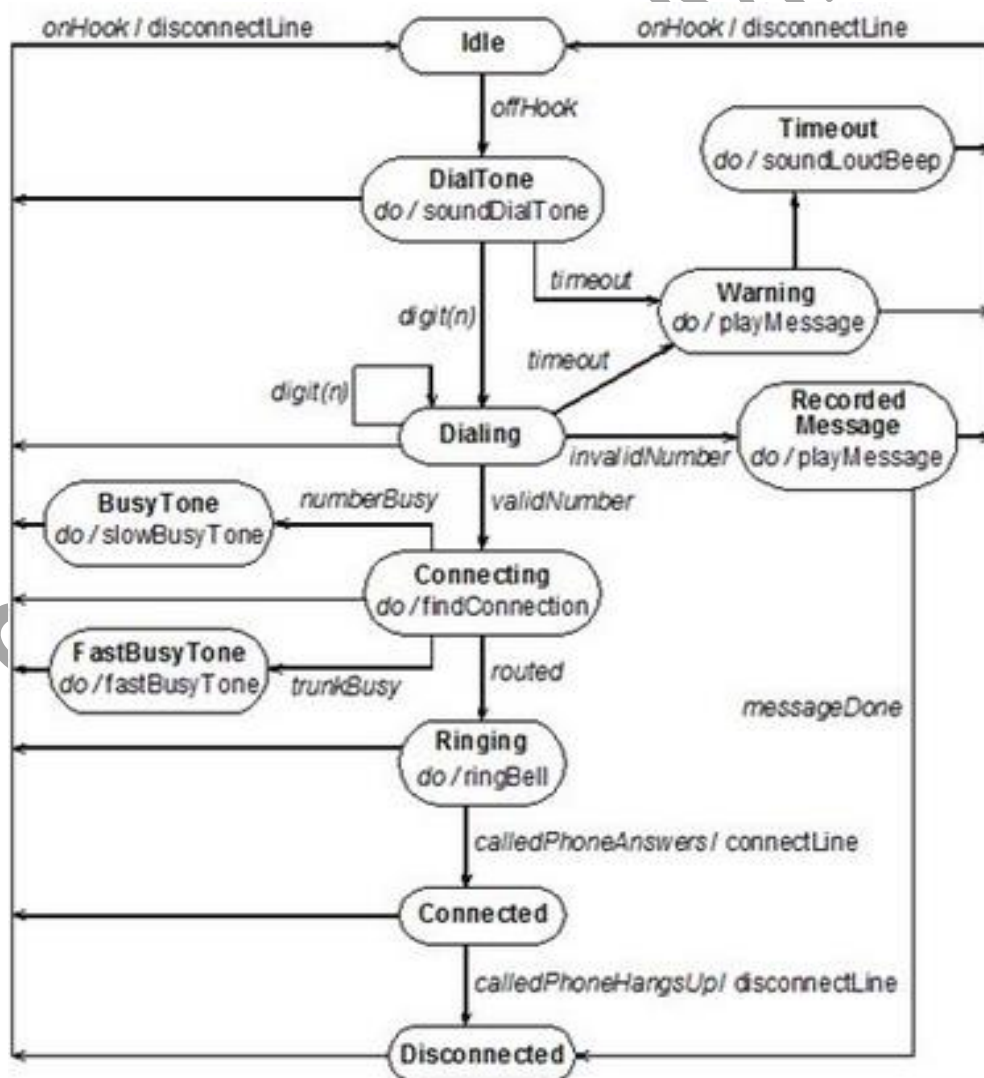 onHook / disconnectLine
Idle
onHook / disconnectLine
offHook
Timeout
do / soundLoudBeep
DialTone
do / soundDialTone
timeout
Warning
do / playMessage
digit(n)
timeout
digit(n)
Dialing
Recorded
Message
do / playMessage
invalidNumber
BusyTone
do / slowBusyTone
numberBusy
validNumber
Connecting
do / findConnection
FastBusyTone
do / fastBusyTone
trunkBusy
routed
messageDone
Ringing
do / ringBell
calledPhoneAnswers / connectLine
Connected
calledPhoneHangsUp / disconnectLine
Disconnected